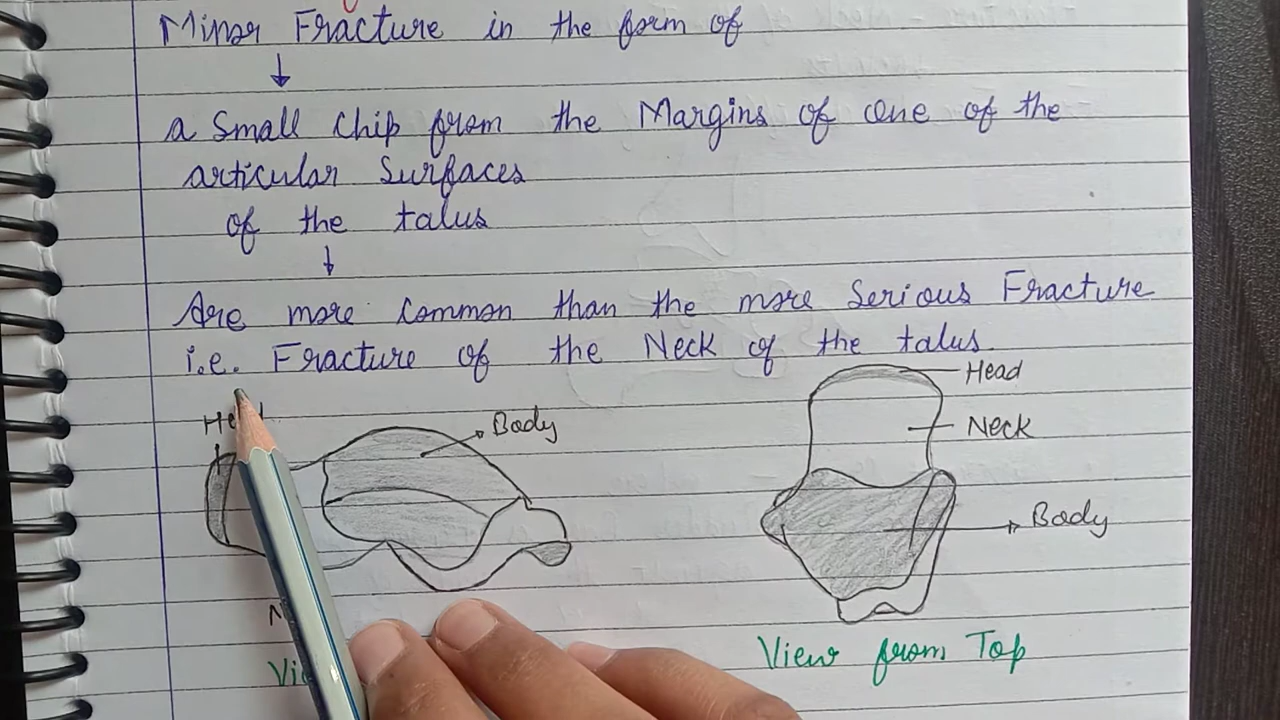 Minor Fracture in the form of
↓
a Small Chip from the Margins of one of the
articular Surfaces
of the talus
↓
Are more Common than the more Serious Fracture
i.e. Fracture of the Neck of the talus.
Head
Neck
Body
Body
View from Top